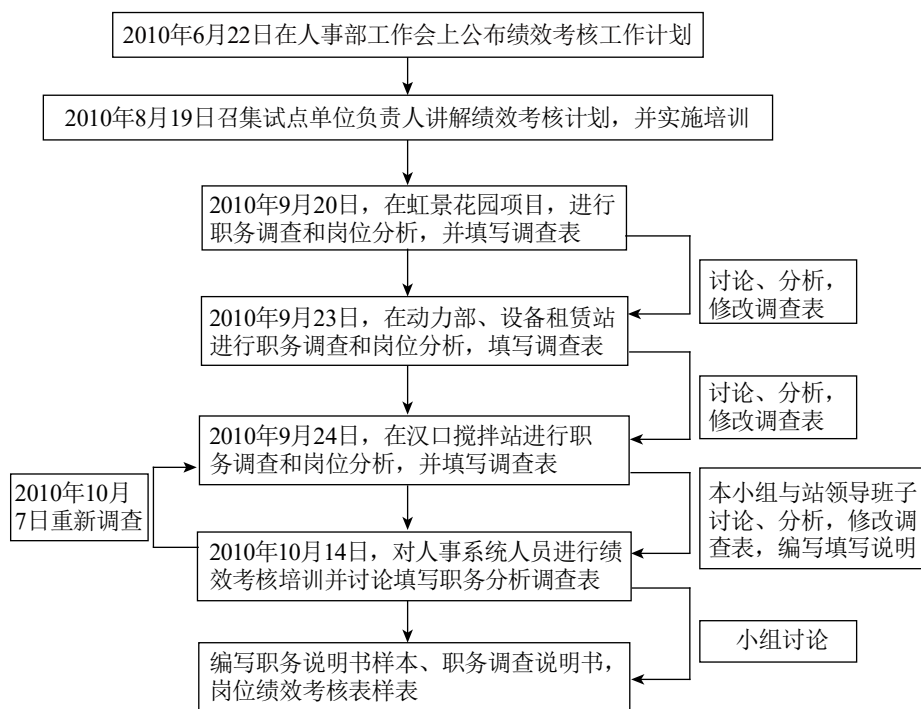 2010年6月22日在人事部工作会上公布绩效考核工作计划
2010年8月19日召集试点单位负责人讲解绩效考核计划，并实施培训
2010年9月20日，在虹景花园项目，进行
职务调查和岗位分析，并填写调查表
讨论、分析，
修改调查表
2010年9月23日，在动力部、设备租赁站
进行职务调查和岗位分析，填写调查表
讨论、分析，
修改调查表
2010年9月24日，在汉口搅拌站进行职
务调查和岗位分析，并填写调查表
2010年10月
7日重新调查
本小组与站领导班子
讨论、分析，修改调
查表，编写填写说明
2010年10月14日，对人事系统人员进行绩
效考核培训并讨论填写职务分析调查表
小组讨论
编写职务说明书样本、职务调查说明书，
岗位绩效考核表样表